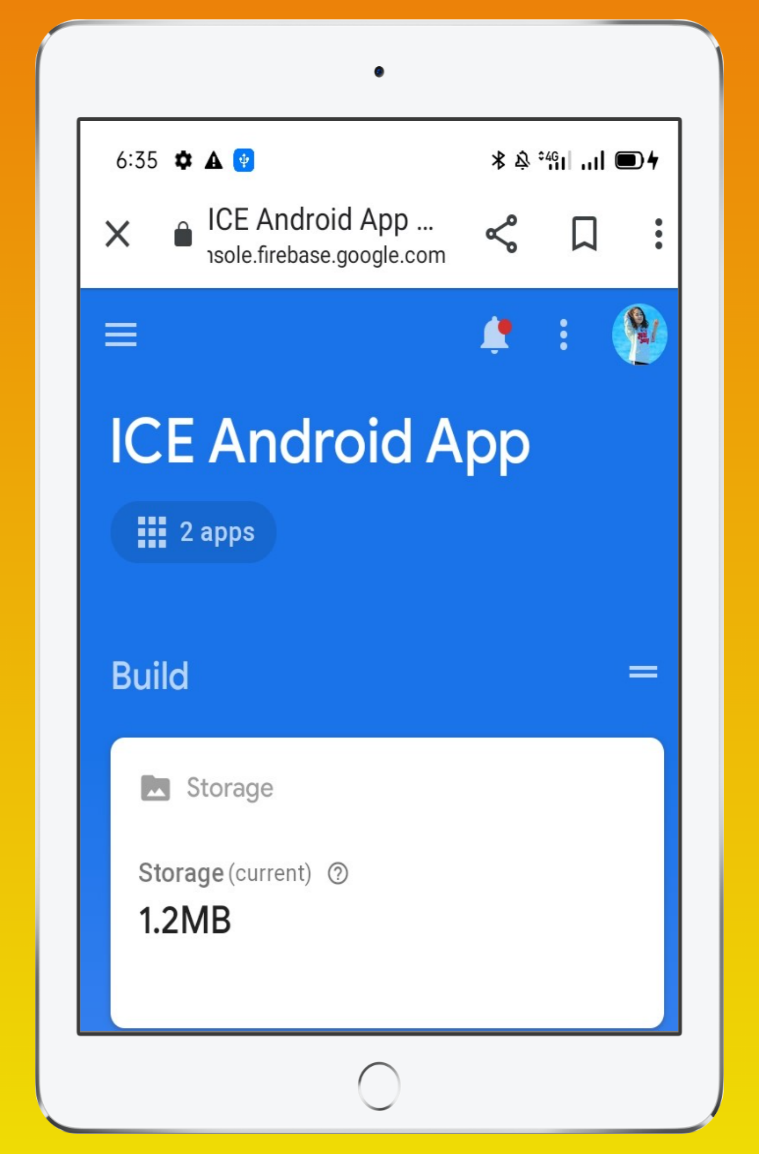 6:35
4G
ICE Android App ...
nsole.firebase.google.com
ICE Android App
2 apps
Build
Storage
Storage (current)
1.2MB